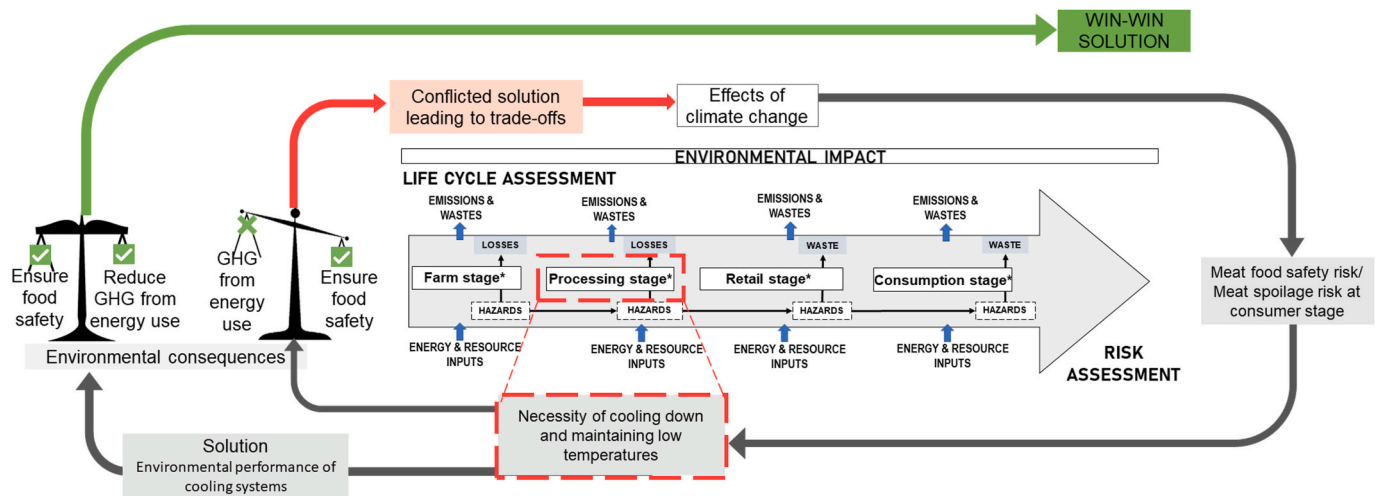 WIN-WIN
SOLUTION
Conflicted solution
leading to trade-offs
Effects of
climate change
ENVIRONMENTAL IMPACT
LIFE CYCLE ASSESSMENT
EMISSIONS &
WASTES
EMISSIONS &
WASTES
EMISSIONS &
WASTES
EMISSIONS &
WASTES
LOSSES
LOSSES
WASTE
WASTE
Farm stage*
Processing stage*
Retail stage*
Consumption stage*
HAZARDS
HAZARDS
HAZARDS
HAZARDS
ENERGY & RESOURCE
INPUTS
ENERGY & RESOURCE
INPUTS
ENERGY & RESOURCE
INPUTS
ENERGY & RESOURCE
INPUTS
RISK
ASSESSMENT
Ensure
food
safety
Reduce
GHG from
energy use
GHG
from
energy
use
Ensure
food
safety
Environmental consequences
Meat food safety risk/
Meat spoilage risk at
consumer stage
Necessity of cooling down
and maintaining low
temperatures
Solution
Environmental performance of
cooling systems